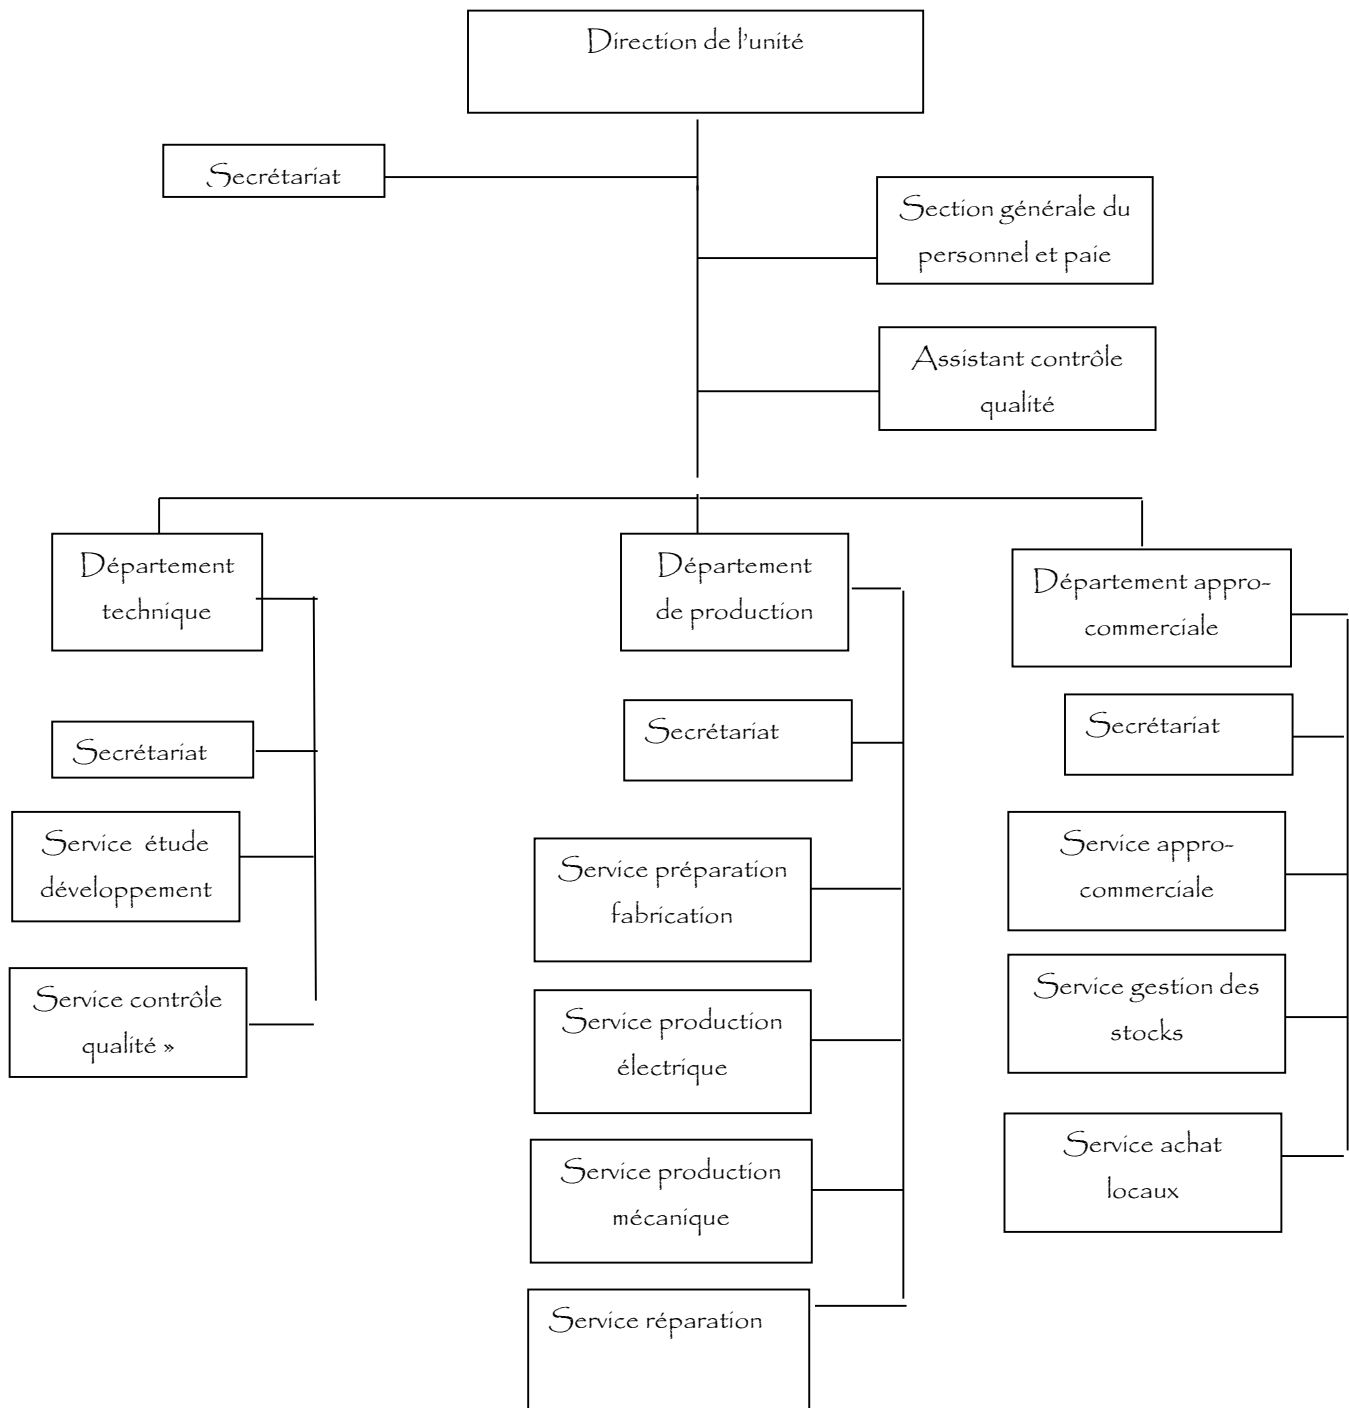 Direction de l'unité
Secrétariat
Section générale du
personnel et paie
Assistant contrôle
qualité
Département
technique
Secrétariat
Service étude
développement
Service contrôle
qualité »
Département
de production
Secrétariat
Service préparation
fabrication
Service production
électrique
Service production
mécanique
Service réparation
Département appro-
commerciale
Secrétariat
Service appro-
commerciale
Service gestion des
stocks
Service achat
locaux